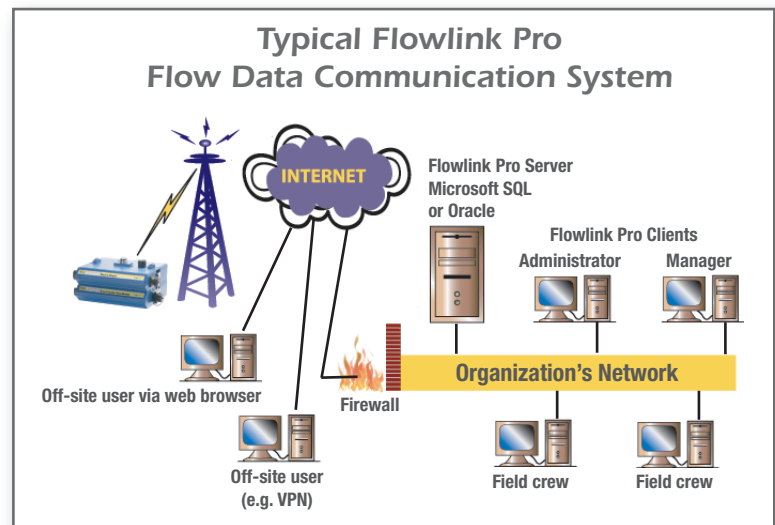 Typical Flowlink Pro
Flow Data Communication System
INTERNET
Flowlink Pro Server
Microsoft SQL
or Oracle
Flowlink Pro Clients
Administrator
Manager
Off-site user via web browser
Firewall
Organization's Network
Off-site user
(e.g. VPN)
Field crew
Field crew